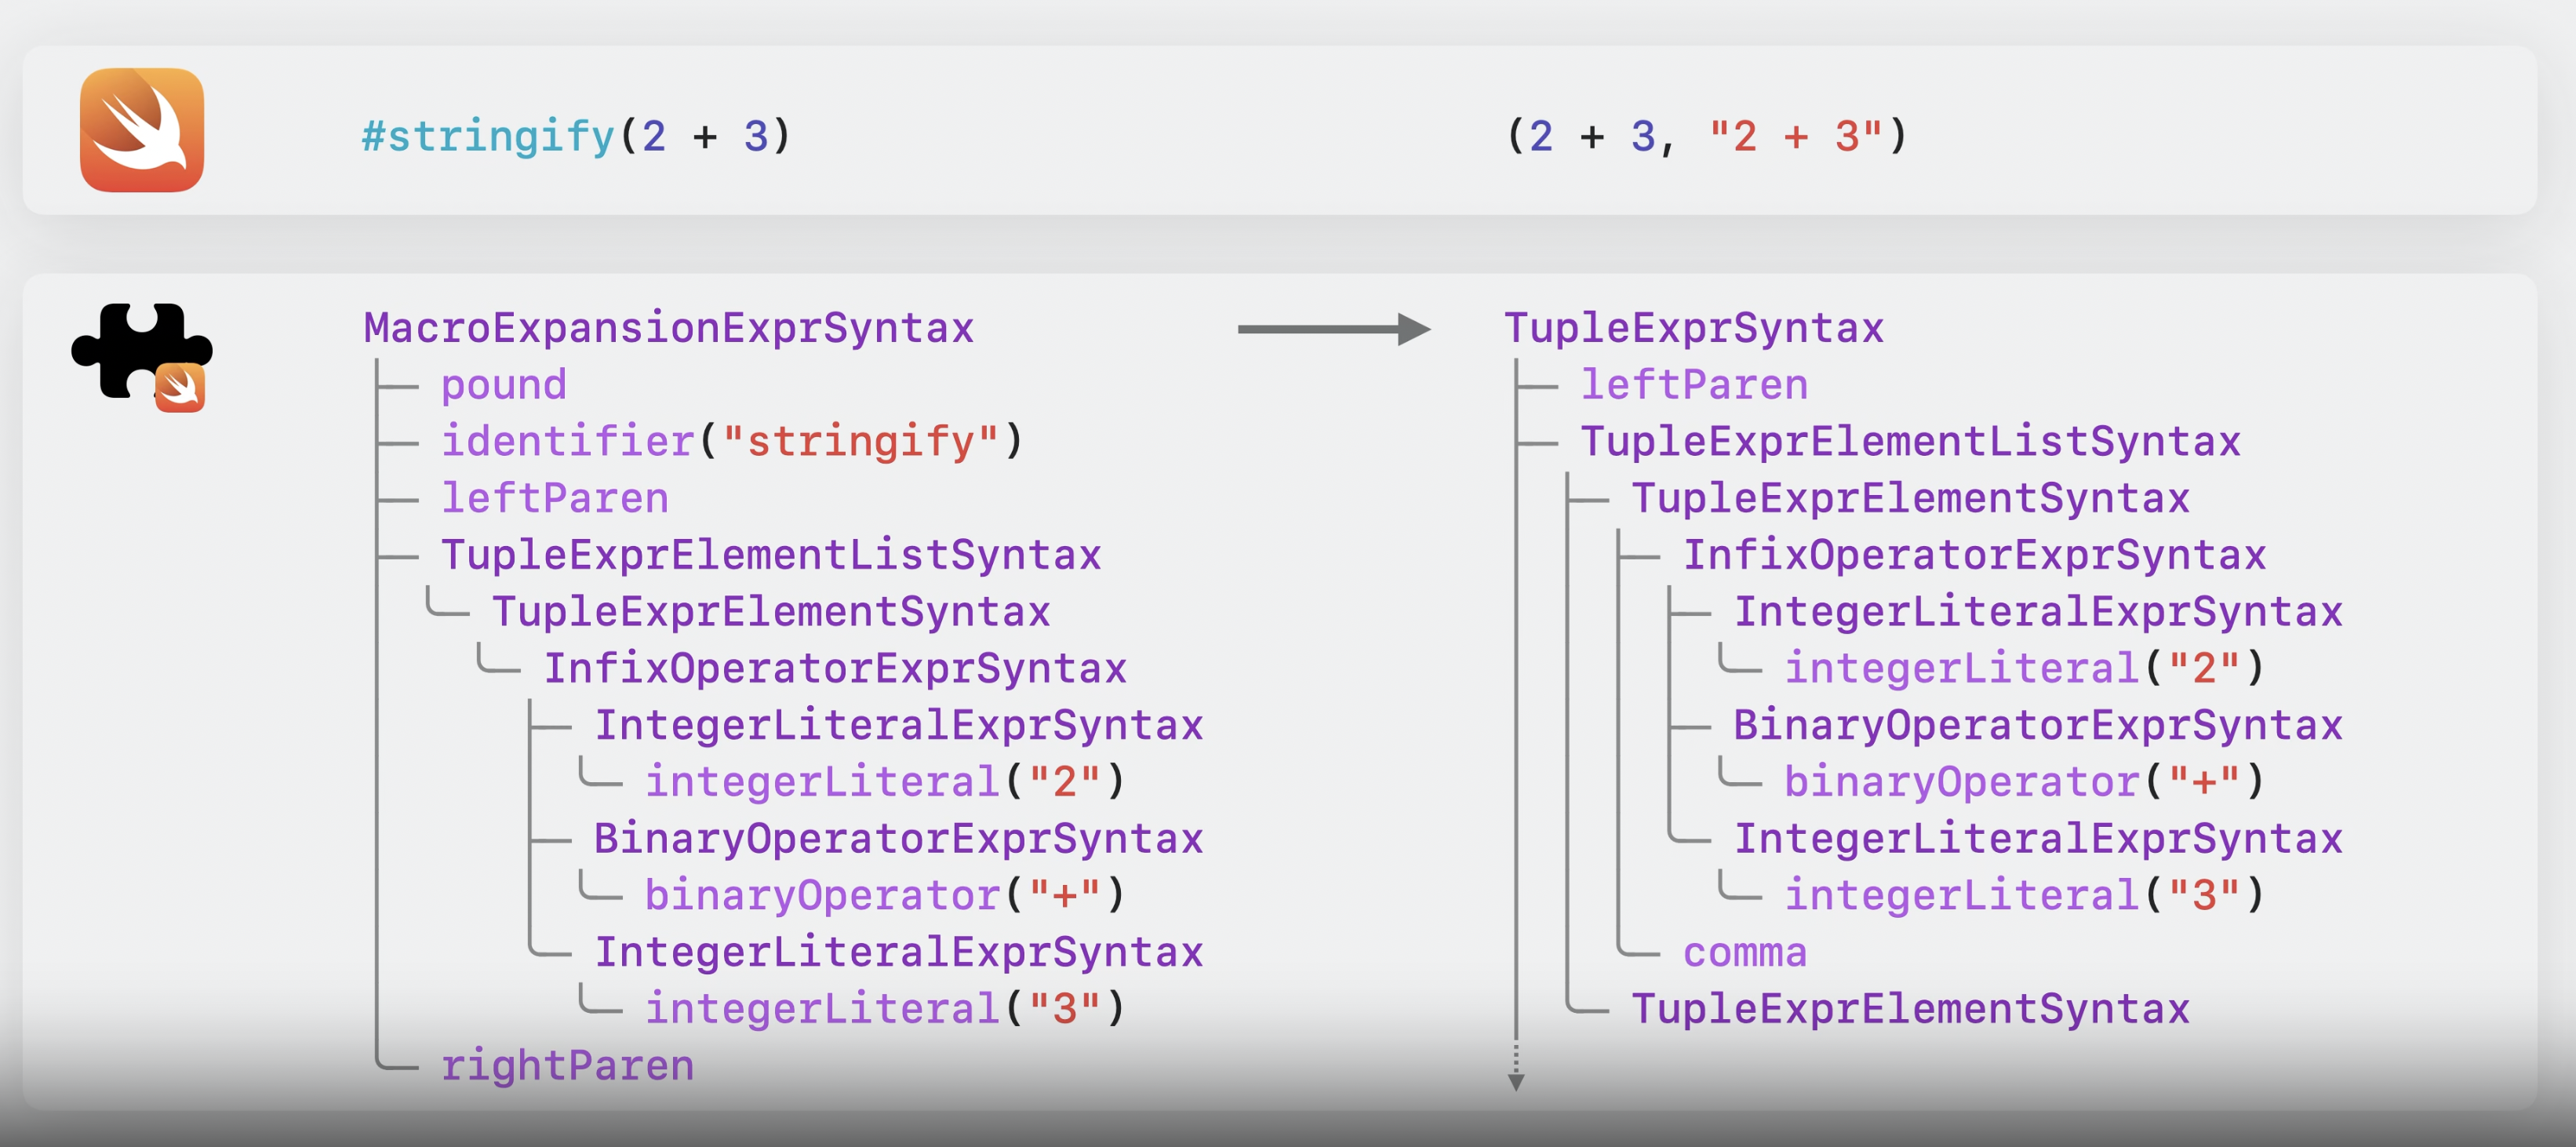 #stringify(2 + 3)
(2 + 3, "2 + 3")
MacroExpansionExprSyntax
pound
identifier("stringify")
leftParen
TupleExprElementListSyntax
TupleExprElementSyntax
InfixOperatorExprSyntax
IntegerLiteralExprSyntax
integerLiteral("2")
BinaryOperatorExprSyntax
binaryOperator("+")
IntegerLiteralExprSyntax
integerLiteral("3")
rightParen
TupleExprSyntax
leftParen
TupleExprElementListSyntax
TupleExprElementSyntax
InfixOperatorExprSyntax
IntegerLiteralExprSyntax
integerLiteral("2")
BinaryOperatorExprSyntax
binaryOperator("+")
IntegerLiteralExprSyntax
integerLiteral("3")
comma
TupleExprElementSyntax